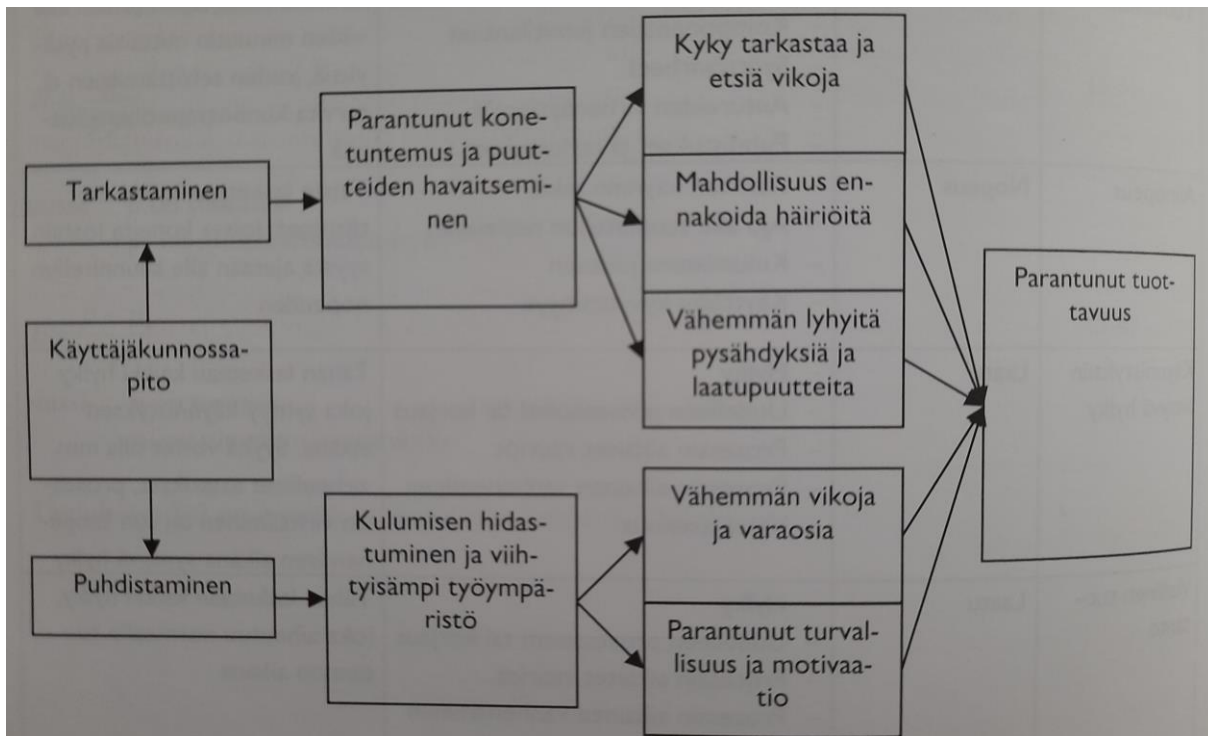 Kyky tarkastaa ja
etsiä vikoja
Parantunut kone-
tuntemus ja puut-
teiden havaitsemi-
nen
Tarkastaminen
Mahdollisuus en-
nakoida häiriöitä
Parantunut tuot-
tavuus
Vähemmän lyhyitä
pysähdyksiä ja
laatupuutteita
Käyttäjäkunnossa-
pito
Vähemmän vikoja
ja varaosia
Kulumisen hidas-
tuminen ja viih-
tyisämpi työympä-
ristö
Puhdistaminen
Parantunut turval-
lisuus ja motivaa-
tio